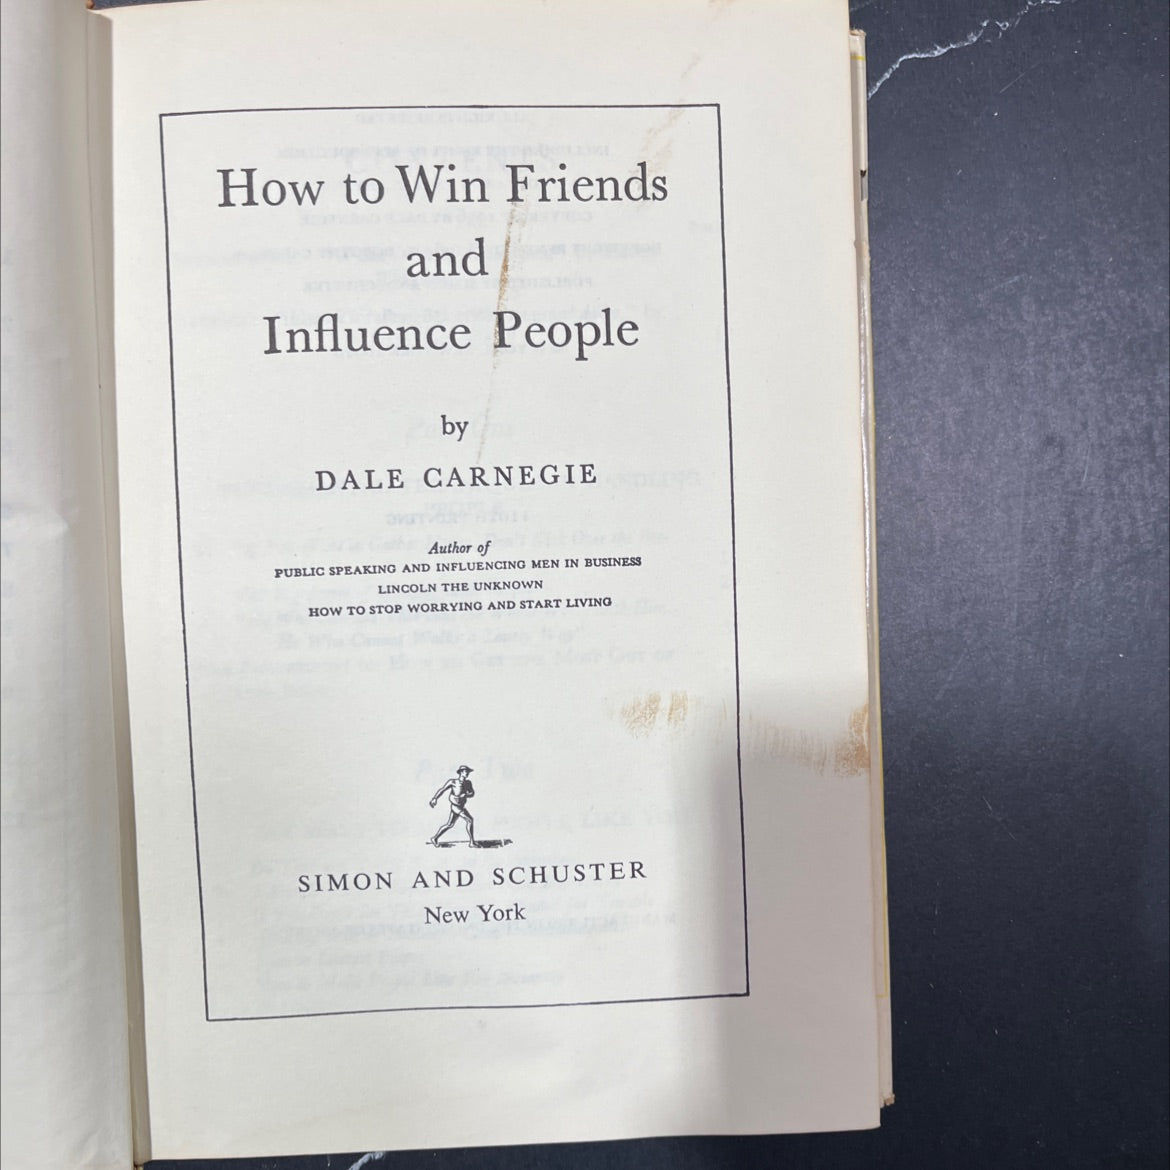 How to Win Friends
and
Influence People
by
DALE CARNEGIE
Author of
PUBLIC SPEAKING AND INFLUENCING MEN IN BUSINESS
LINCOLN THE UNKNOWN
HOW TO STOP WORRYING AND START LIVING
SIMON AND SCHUSTER
New York